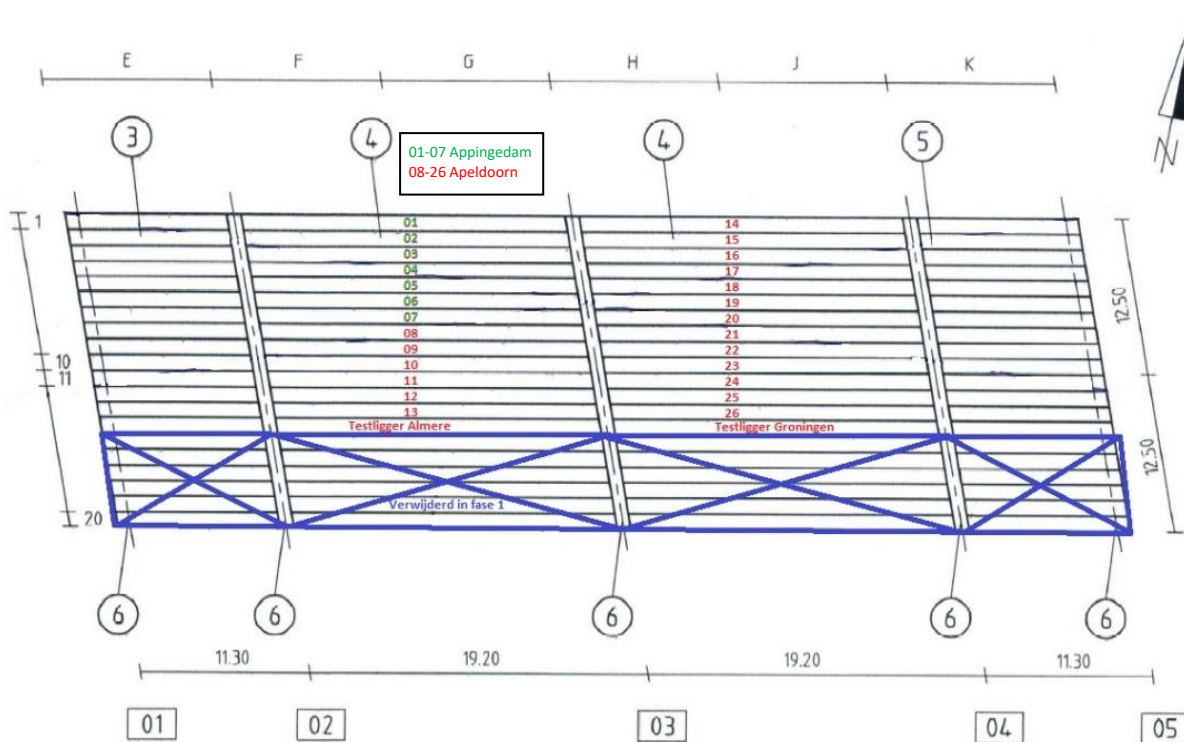 E F G H J K
3 4 4 5
01-07 Appingedam
08-26 Apeldoorn
N
1
01 14
02 15
03 16
04 17
05 18
06 19
07 20
08 21
09 22
10 23
11 24
12 25
13 26
10
11
12.50
Testligger Almere Testligger Groningen
12.50
Verwijderd in fase 1
20
6 6 6 6 6
11.30 19.20 19.20 11.30
01 02 03 04 05